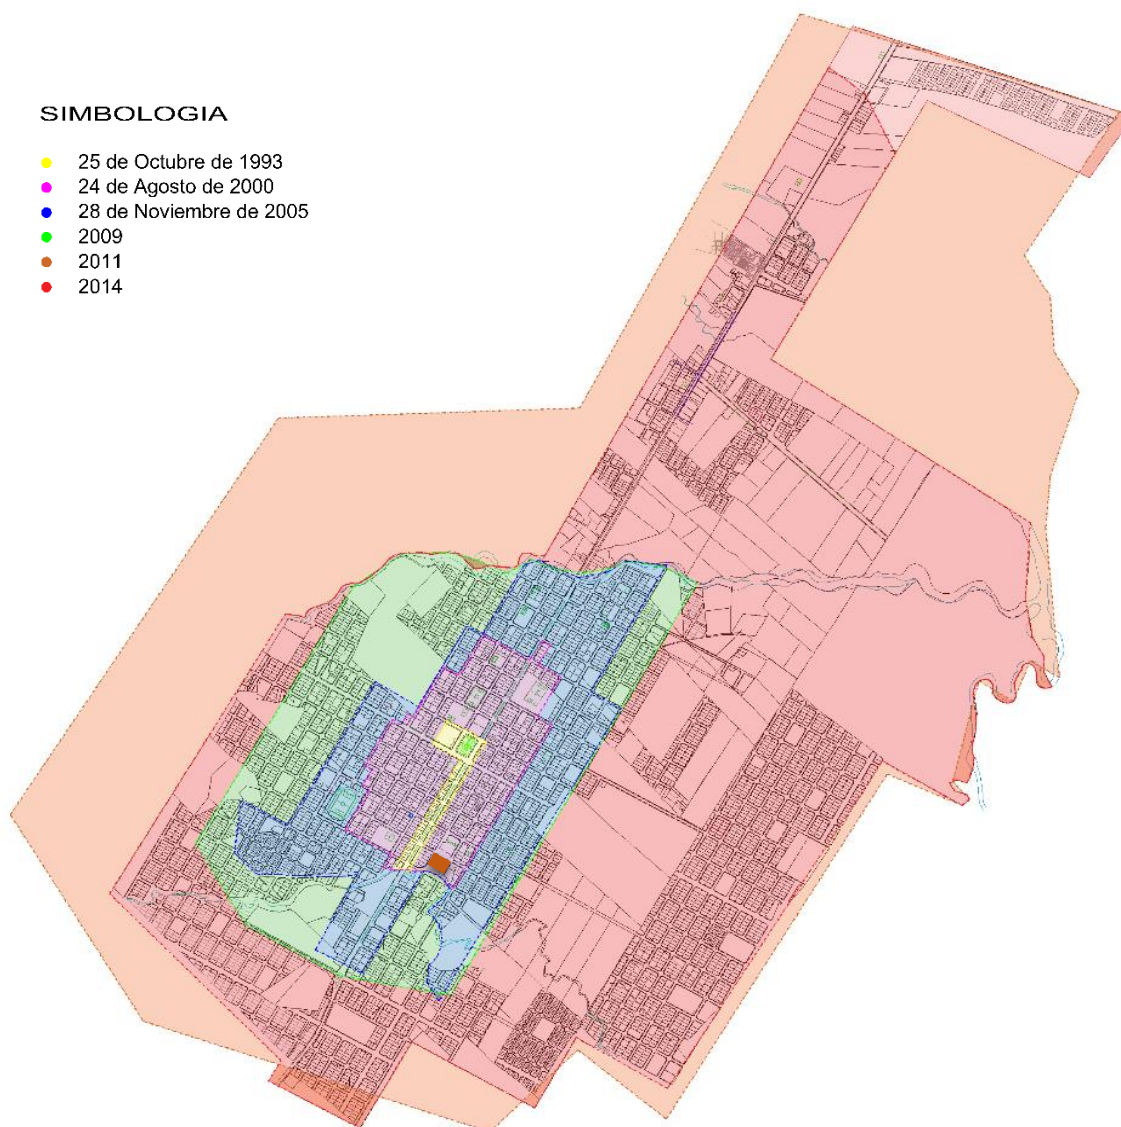 SIMBOLOGIA
25 de Octubre de 1993
24 de Agosto de 2000
28 de Noviembre de 2005
2009
2011
2014